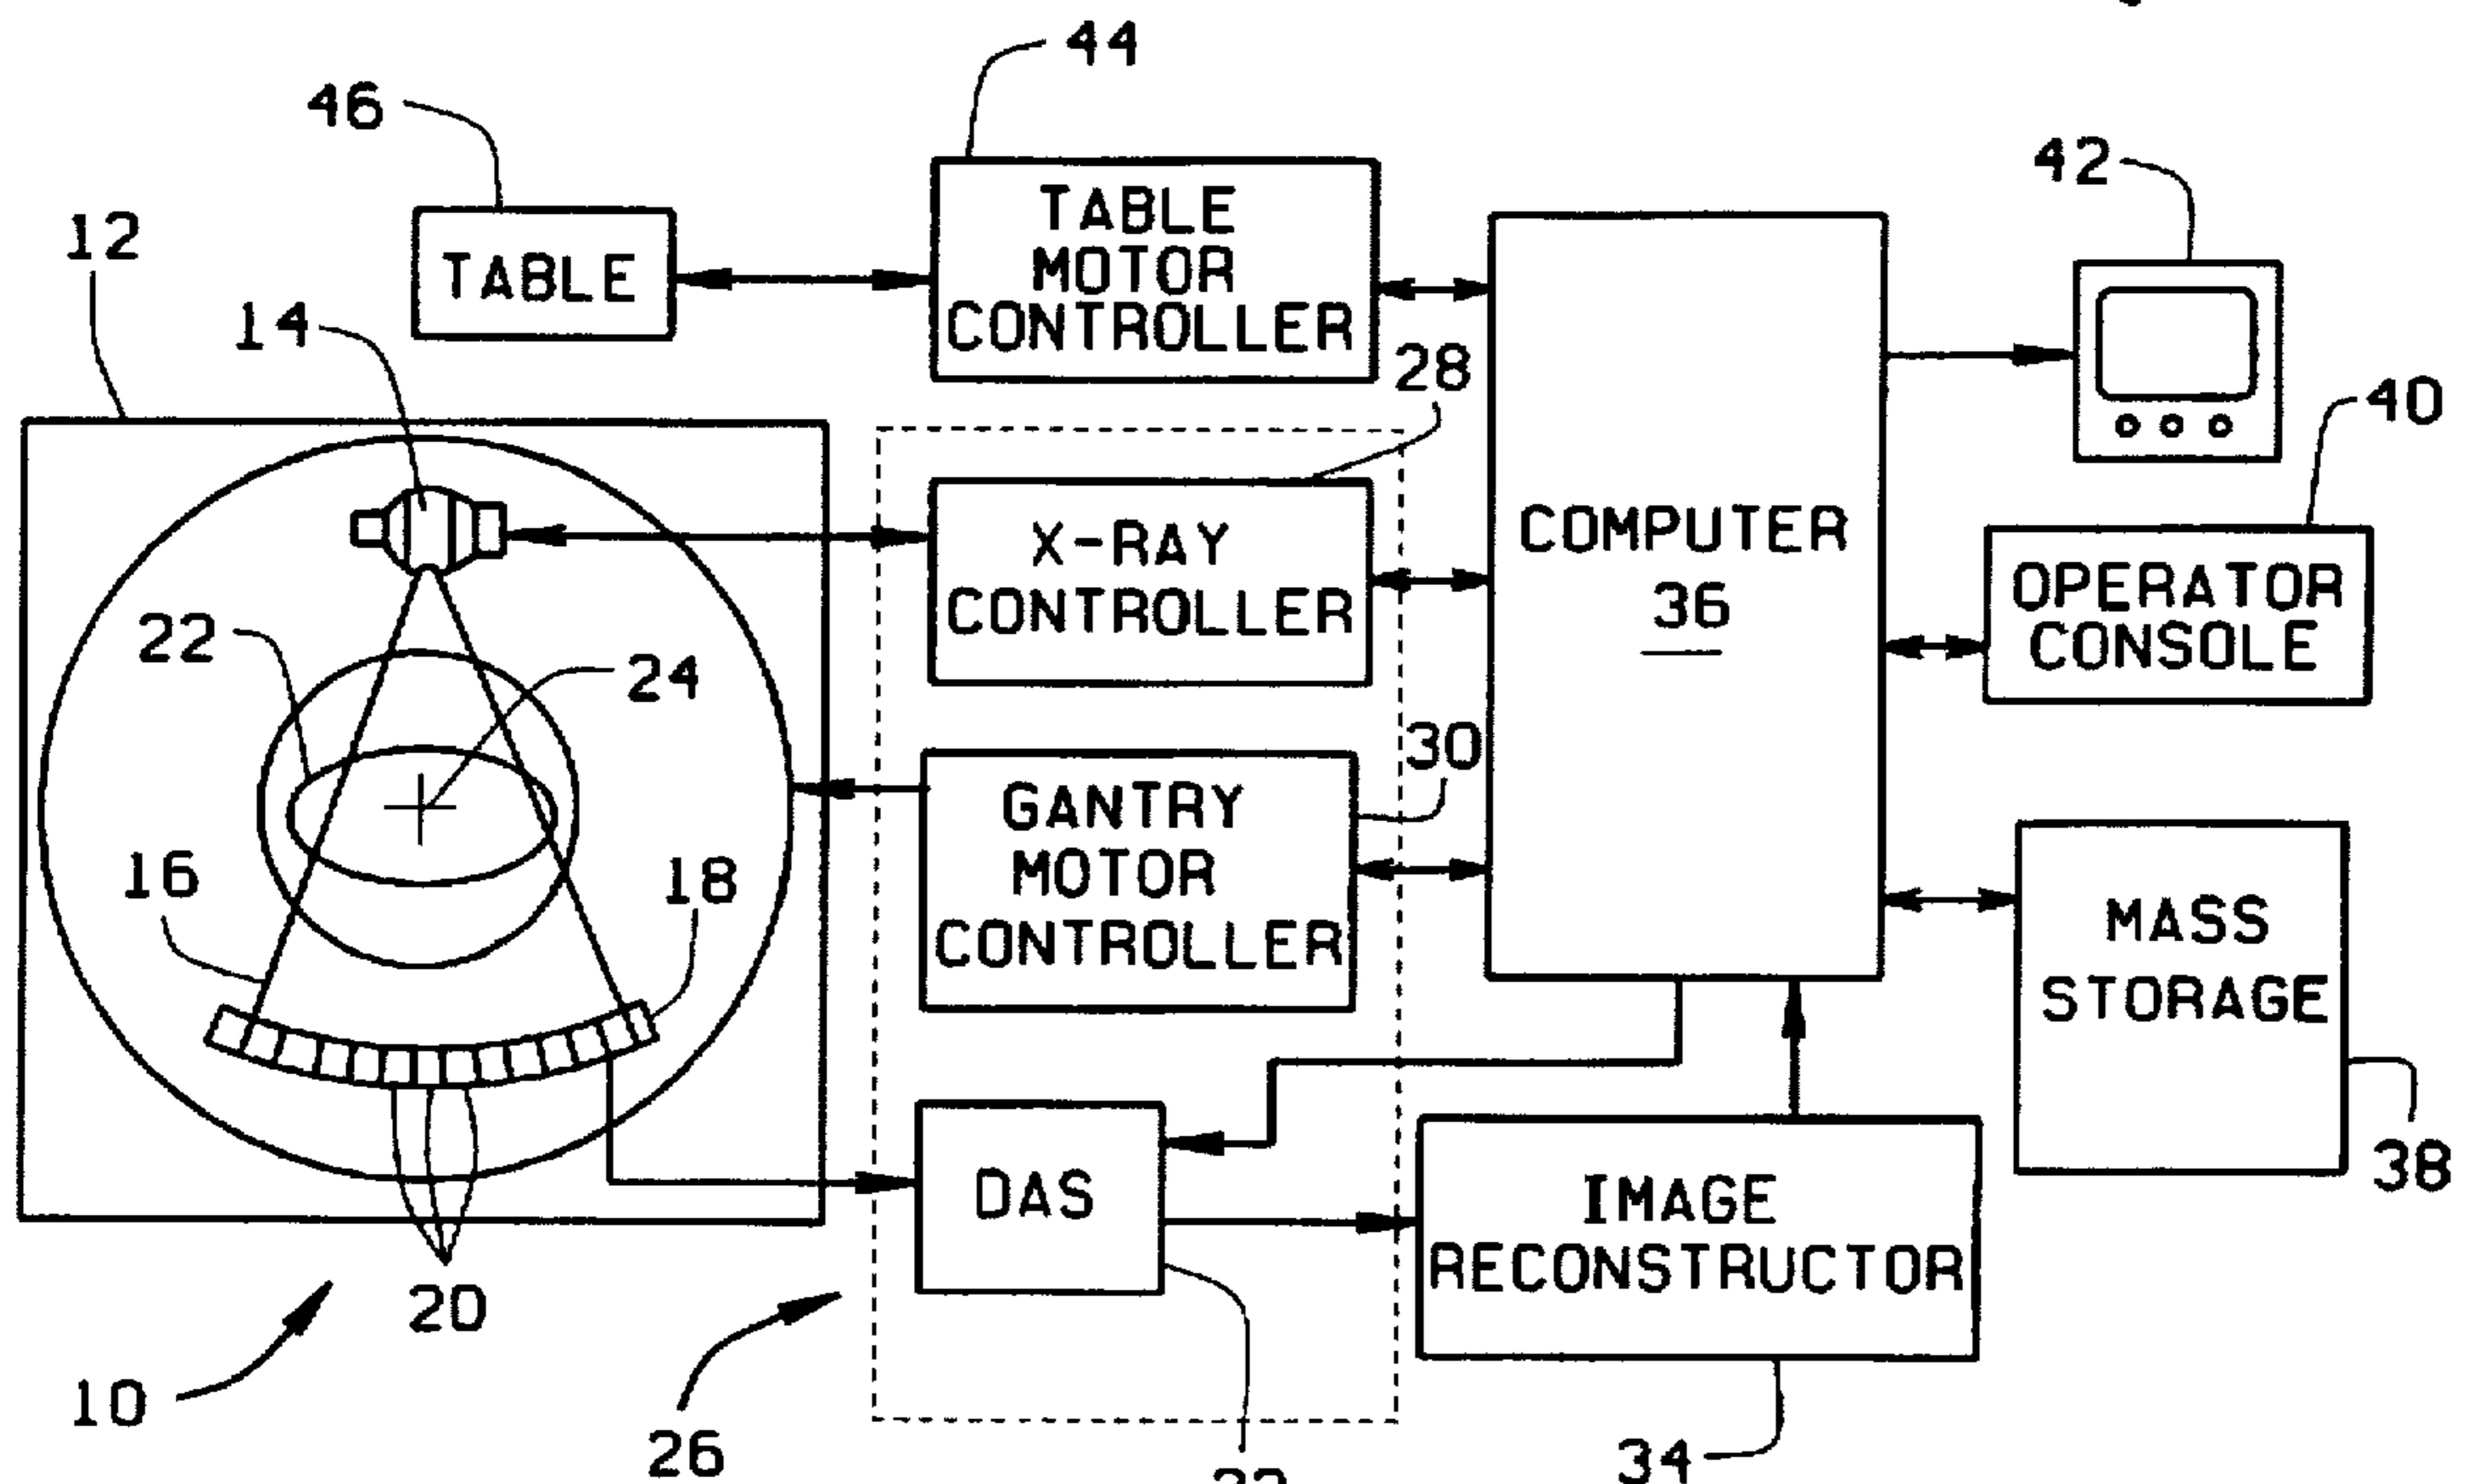 44
46
42
12
TABLE
MOTOR
CONTROLLER
TABLE
14
28
40
X-RAY
CONTROLLER
COMPUTER
36
OPERATOR
CONSOLE
22
24
30
GANTRY
MOTOR
CONTROLLER
16
18
MASS
STORAGE
38
DAS
IMAGE
RECONSTRUCTOR
20
10
26
34